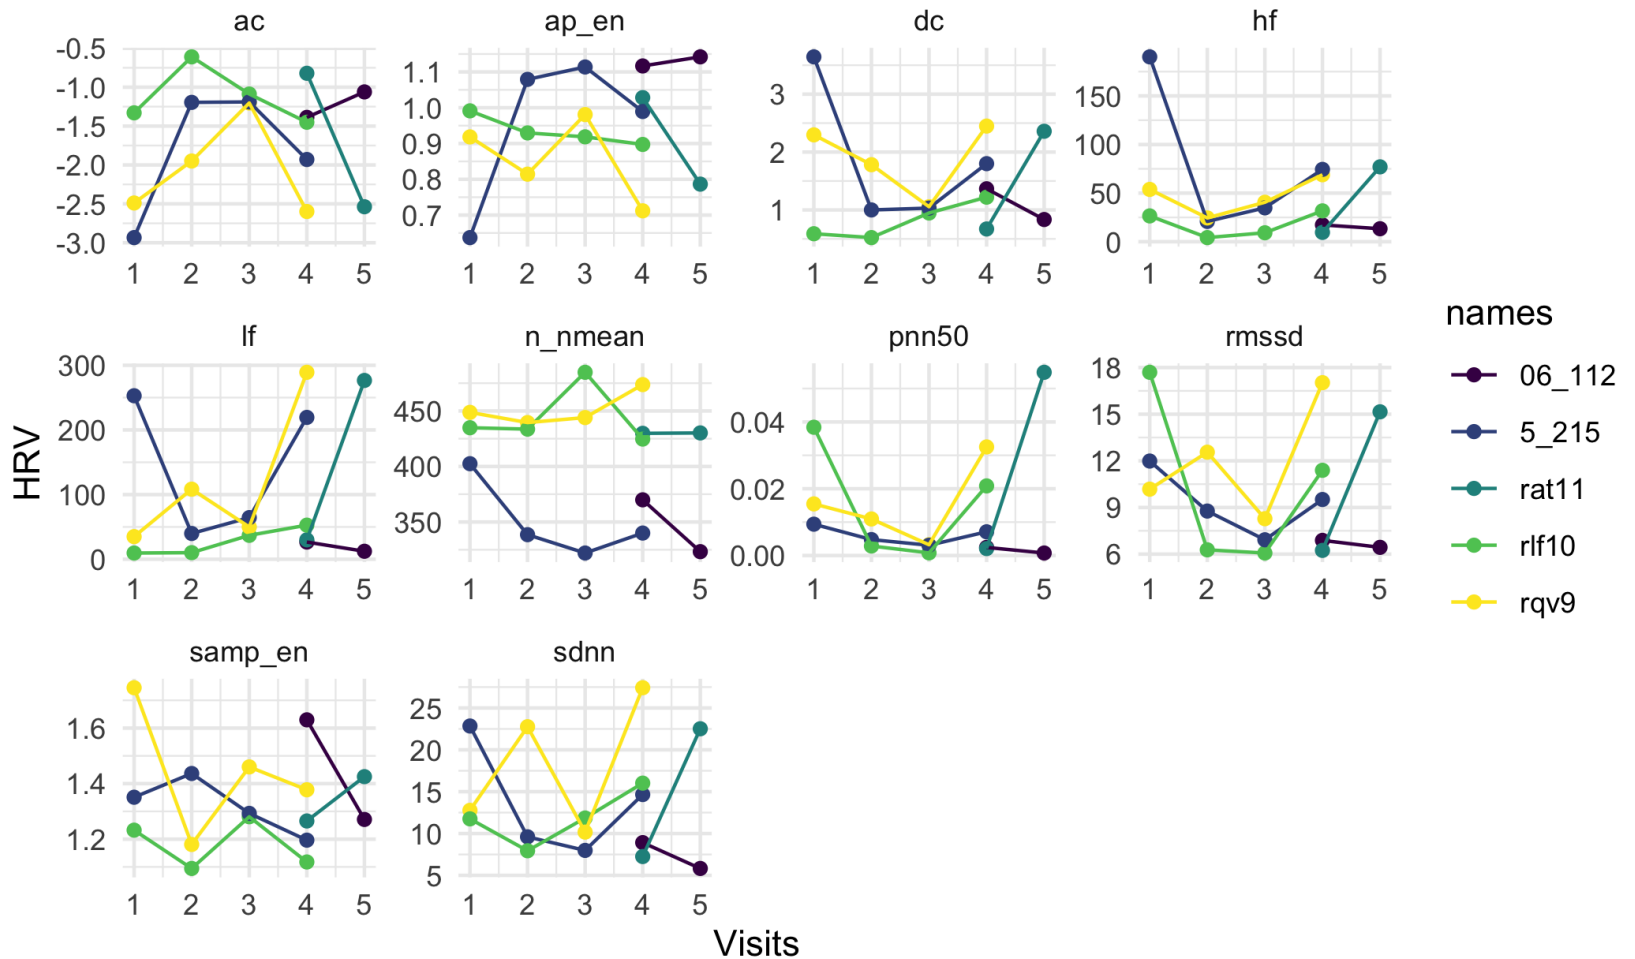 ac
ap_en
dc
hf
-0.5
-1.0
-1.5
-2.0
-2.5
-3.0
1.1
1.0
0.9
0.8
0.7
3
2
1
150
100
50
0
1 2 3 4 5
1 2 3 4 5
1 2 3 4 5
1 2 3 4 5
lf
n_nmean
pnn50
rmssd
300
200
100
0
450
400
350
0.04
0.02
0.00
18
15
12
9
6
1 2 3 4 5
1 2 3 4 5
1 2 3 4 5
1 2 3 4 5
samp_en
sdnn
1.6
1.4
1.2
25
20
15
10
5
1 2 3 4 5
1 2 3 4 5
HRV
Visits
names
06_112
5_215
rat11
rlf10
rqv9